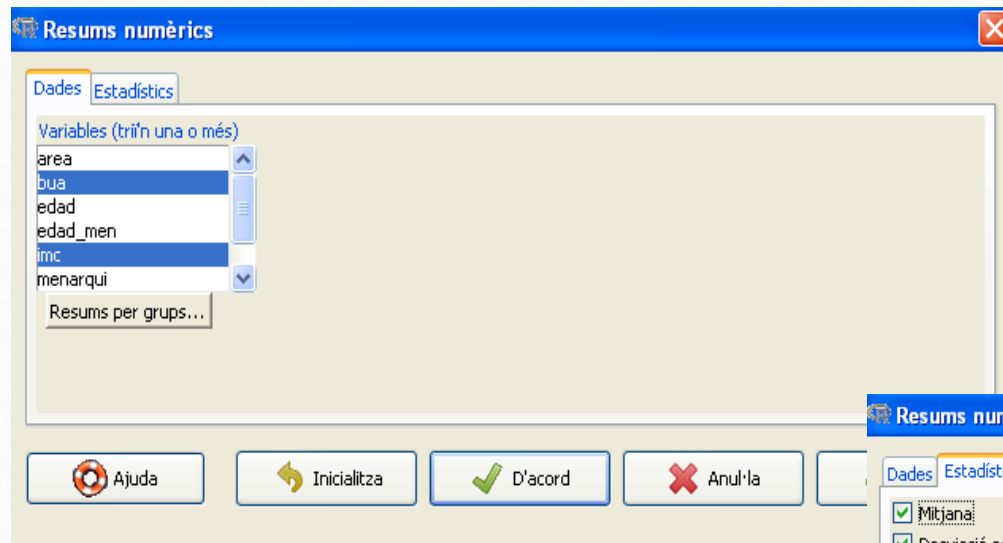 Resums numèrics
Dades Estadístics
Variables (trii'n una o més)
area
bua
edad
edad_men
imc
menarqui
Resums per grups...
Ajuda Inicialitza D'acord Anul·la
Resums nu
Dades Estadíst
Mitjana